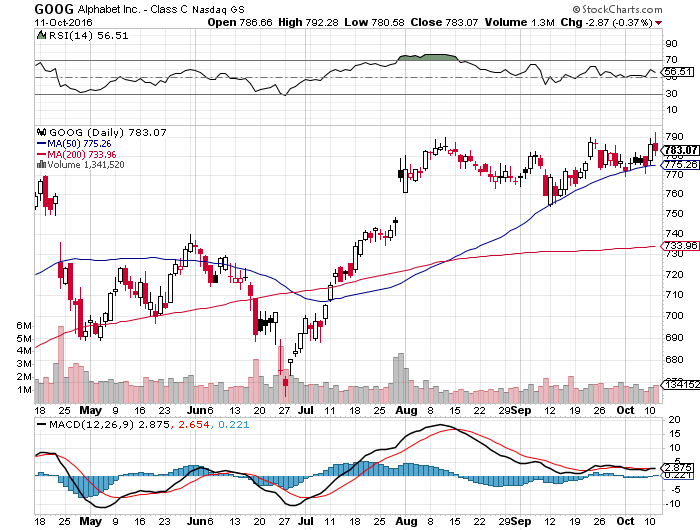 GOOG Alphabet Inc. - Class C Nasdaq GS
© StockCharts.com
11-Oct-2016
Open 786.66 High 792.28 Low 780.58 Close 783.07 Volume 1.3M Chg -2.87 (-0.37%)
RSI(14) 56.51
90
70
56.51
30
10
GOOG (Daily) 783.07
MA(50) 775.26
MA(200) 733.96
Volume 1,341,520
790
783.07
775.26
760
750
740
733.96
730
720
710
700
690
680
670
6M
5M
4M
3M
2M
1M
134152
18 25 May 9 16 23 Jun 6 13 20 27 Jul 11 18 25 Aug 8 15 22 29 Sep 12 19 26 Oct 10
MACD(12,26,9) 2.875, 2.654, 0.221
20
15
10
5
2.875
0.221
-5
-10
18 25 May 9 16 23 Jun 6 13 20 27 Jul 11 18 25 Aug 8 15 22 29 Sep 12 19 26 Oct 10